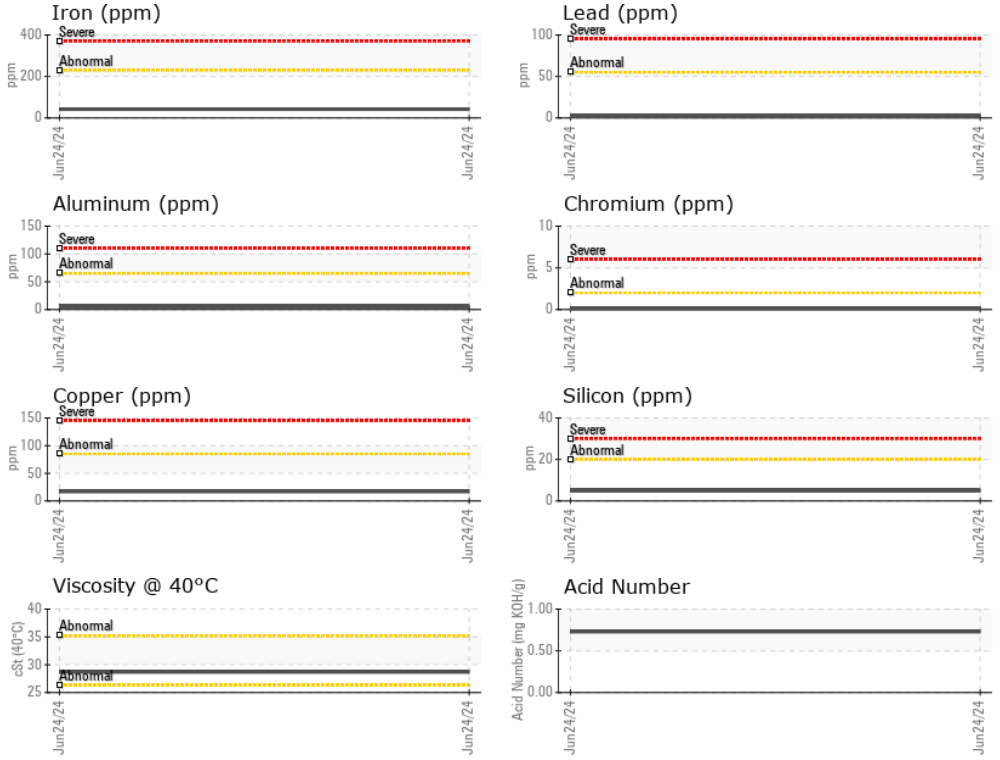 Iron (ppm)
400
200
0
ppm
Severe
Abnormal
Jun24/24
Jun24/24
Lead (ppm)
100
50
0
ppm
Severe
Abnormal
Jun24/24
Jun24/24
Aluminum (ppm)
150
100
50
0
ppm
Severe
Abnormal
Jun24/24
Jun24/24
Chromium (ppm)
10
5
0
ppm
Severe
Abnormal
Jun24/24
Jun24/24
Copper (ppm)
150
100
50
0
ppm
Severe
Abnormal
Jun24/24
Jun24/24
Silicon (ppm)
40
20
0
ppm
Severe
Abnormal
Jun24/24
Jun24/24
Viscosity @ 40°C
40
35
30
25
cSt (40°C)
Abnormal
Abnormal
Jun24/24
Jun24/24
Acid Number
1.00
0.50
0.00
Acid Number (mg KOH/g)
Jun24/24
Jun24/24